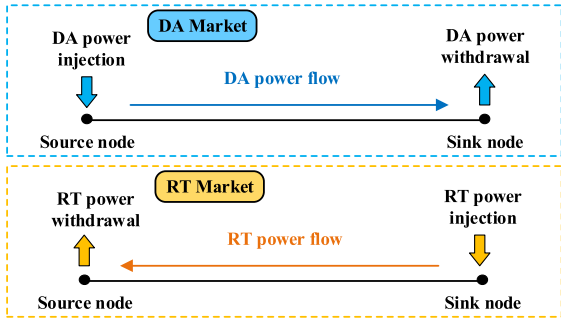 DA Market
DA power
injection
DA power
withdrawal
DA power flow
Source node
Sink node
RT Market
RT power
withdrawal
RT power
injection
RT power flow
Source node
Sink node